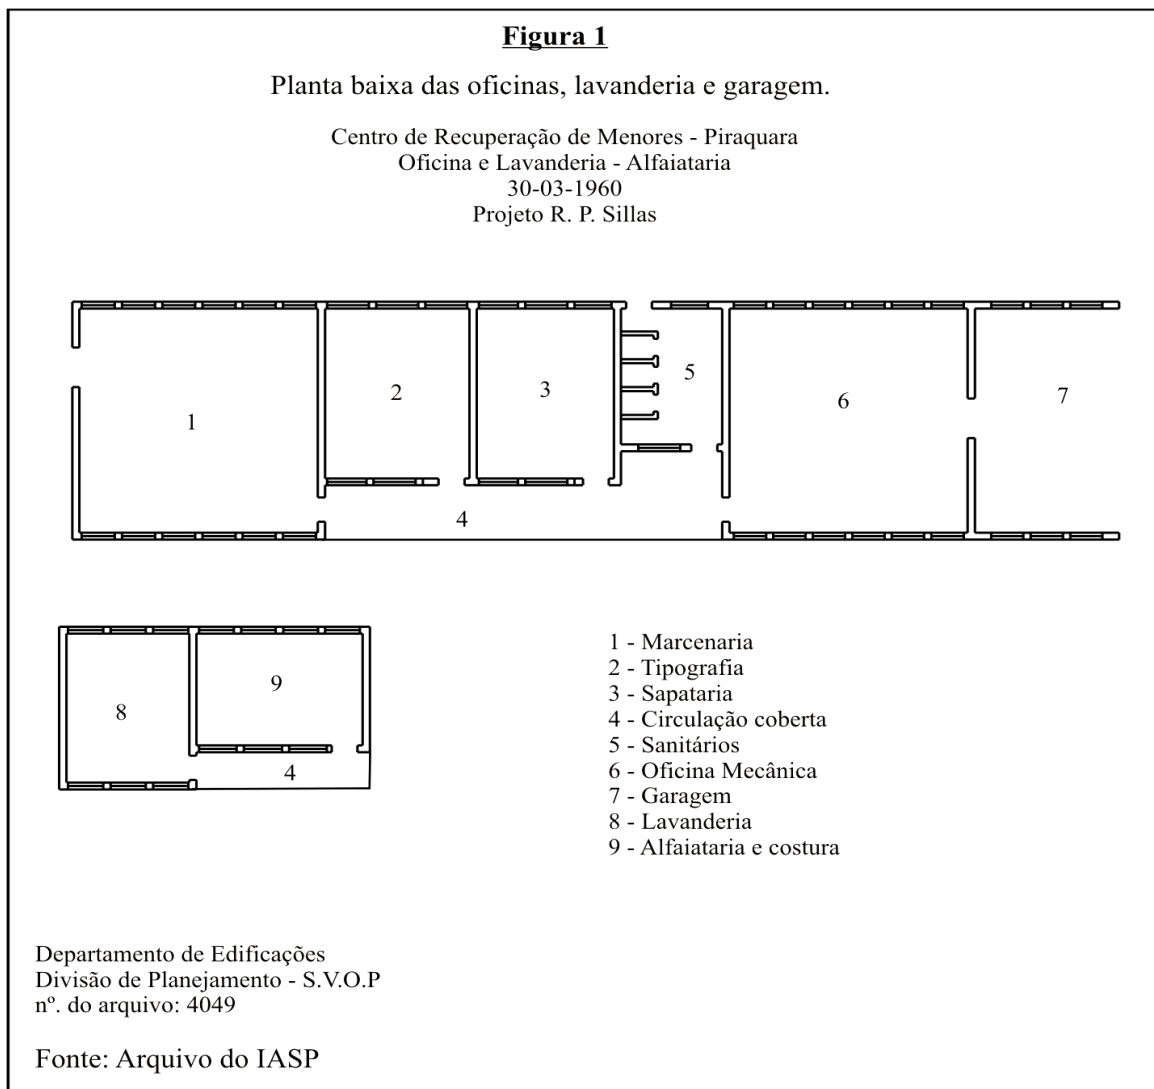 Figura 1
Planta baixa das oficinas, lavanderia e garagem.
Centro de Recuperação de Menores - Piraquara
Oficina e Lavanderia - Alfaiataria
30-03-1960
Projeto R. P. Sillas
1
2
3
4
5
6
7
8
9
4
1 - Marcenaria
2 - Tipografia
3 - Sapataria
4 - Circulação coberta
5 - Sanitários
6 - Oficina Mecânica
7 - Garagem
8 - Lavanderia
9 - Alfaiataria e costura
Departamento de Edificações
Divisão de Planejamento - S.V.O.P
nº. do arquivo: 4049
Fonte: Arquivo do IASP